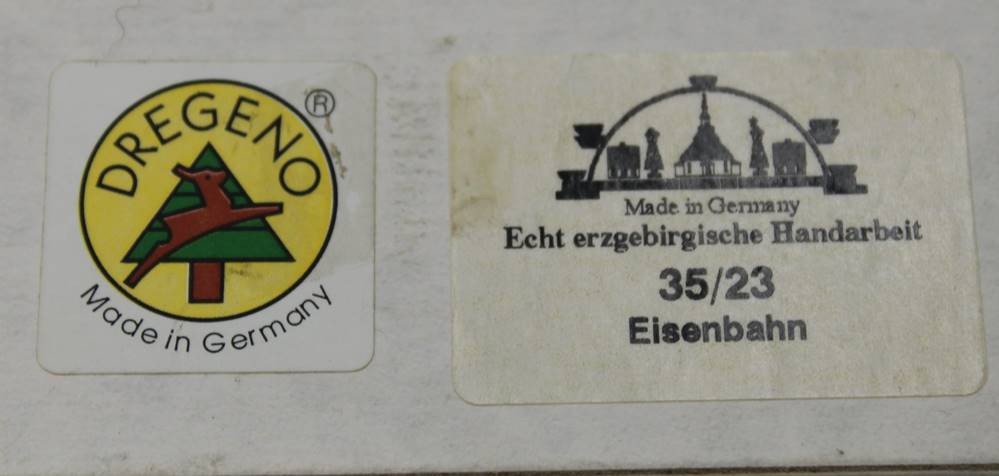 DREGENO
®
Made in Germany
Made in Germany
Echt erzgebirgische Handarbeit
35/23
Eisenbahn